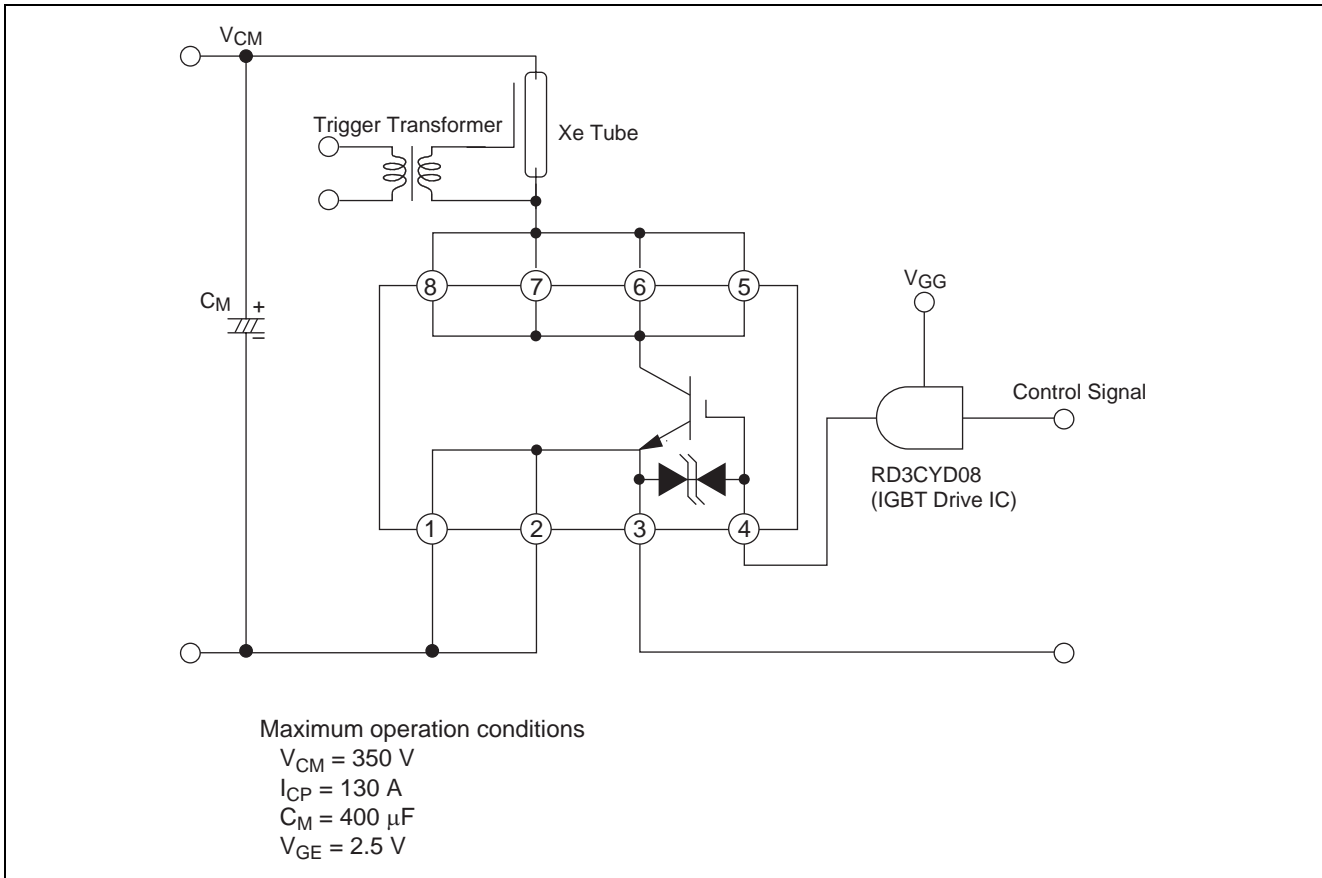 VCM
Trigger Transformer
Xe Tube
8
7
6
5
VGG
CM
+
−
Control Signal
RD3CYD08
(IGBT Drive IC)
1
2
3
4
Maximum operation conditions
VCM = 350 V
ICP = 130 A
CM = 400 μF
VGE = 2.5 V